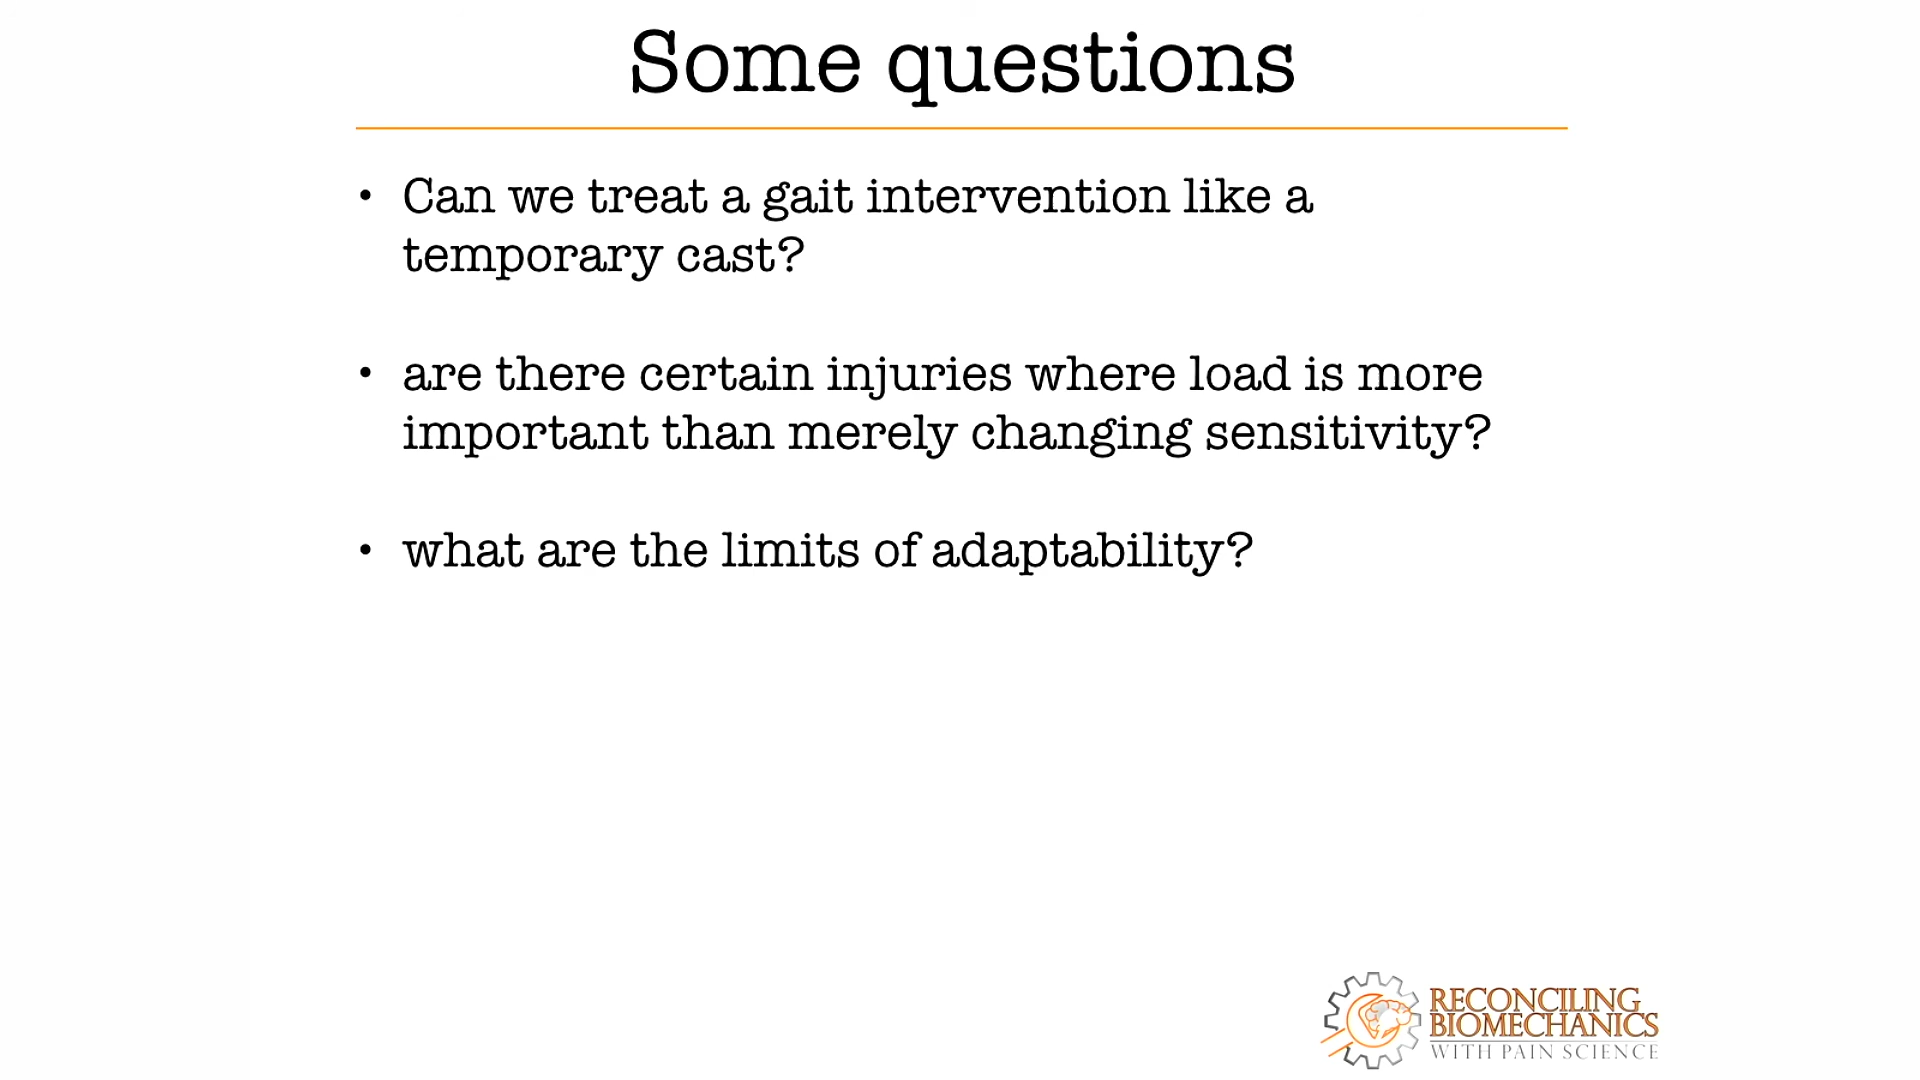 Some questions
• Can we treat a gait intervention like a
temporary cast?
• are there certain injuries where load is more
important than merely changing sensitivity?
• what are the limits of adaptability?
RECONCILING
BIOMECHANICS
WITH PAIN SCIENCE